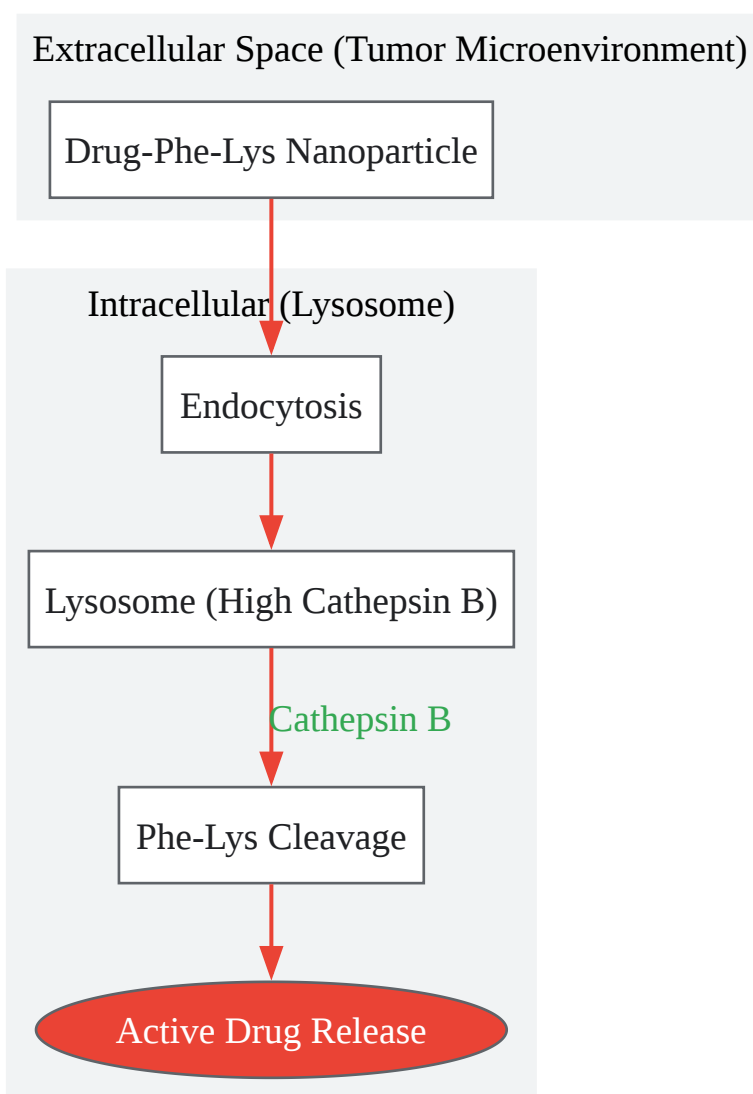 Extracellular Space (Tumor Microenvironment)
Drug-Phe-Lys Nanoparticle
Intracellular (Lysosome)
Endocytosis
Lysosome (High Cathepsin B)
Cathepsin B
Phe-Lys Cleavage
Active Drug Release